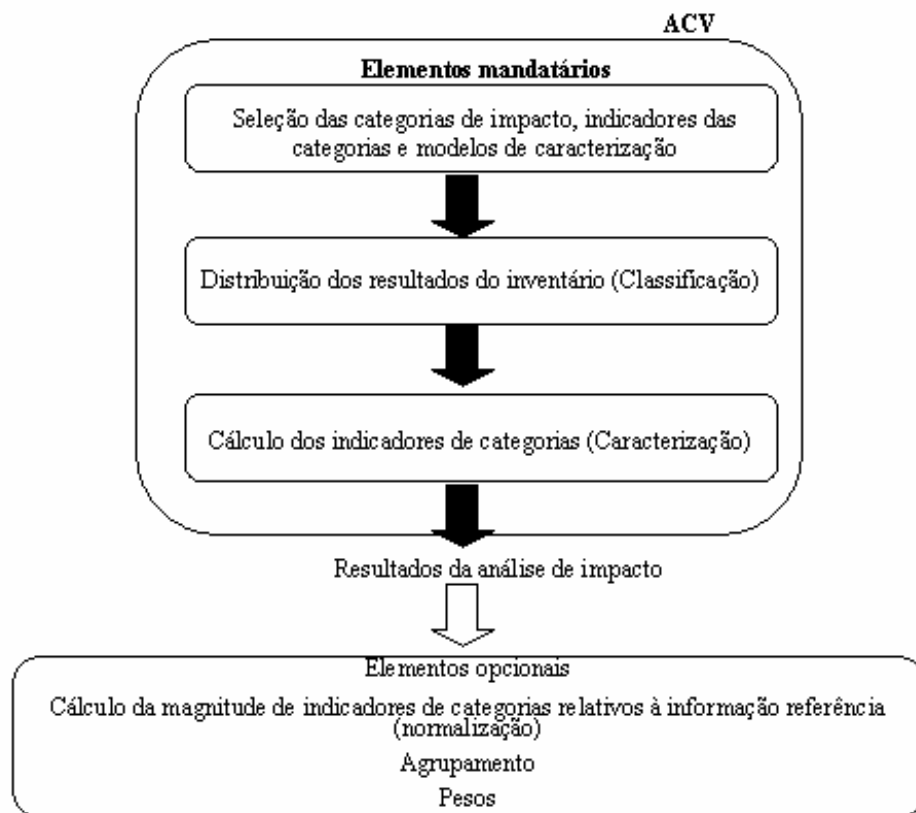 ACV
Elementos mandatários
Seleção das categorias de impacto, indicadores das
categorias e modelos de caracterização
Distribuição dos resultados do inventário (Classificação)
Cálculo dos indicadores de categorias (Caracterização)
Resultados da análise de impacto
Elementos opcionais
Cálculo da magnitude de indicadores de categorias relativos à informação referência
(normalização)
Agrupamento
Pesos